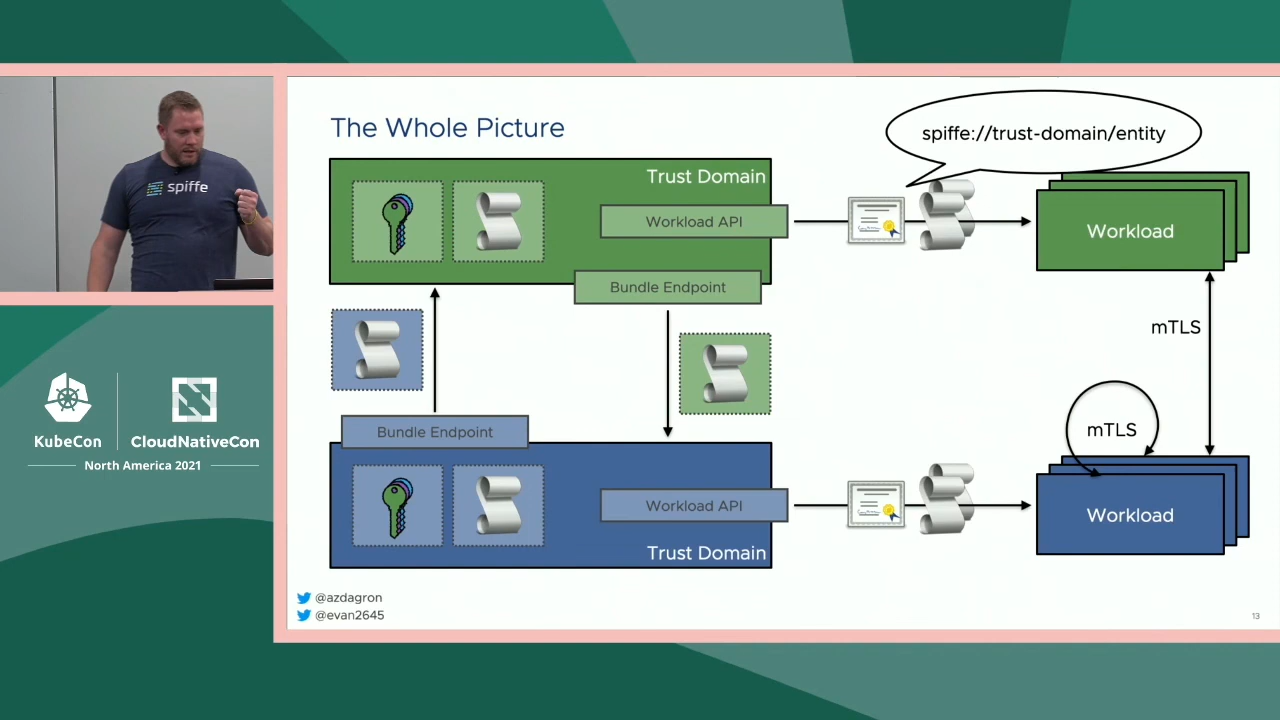 spiffe
KubeCon
CloudNativeCon
North America 2021
The Whole Picture
spiffe://trust-domain/entity
Trust Domain
Workload API
Bundle Endpoint
Workload
mTLS
mTLS
Bundle Endpoint
Workload API
Trust Domain
Workload
@azdagron
@evan2645
13